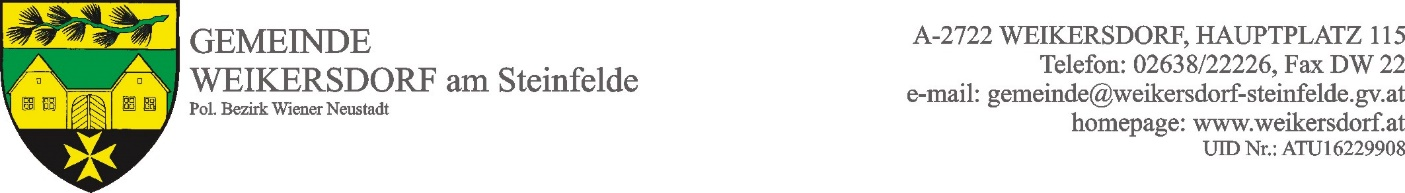 GEMEINDE
WEIKERSDORF am Steinfelde
Pol. Bezirk Wiener Neustadt
A-2722 WEIKERSDORF, HAUPTPLATZ 115
Telefon: 02638/22226, Fax DW 22
e-mail: gemeinde@weikersdorf-steinfelde.gv.at
homepage: www.weikersdorf.at
UID Nr.: ATU16229908